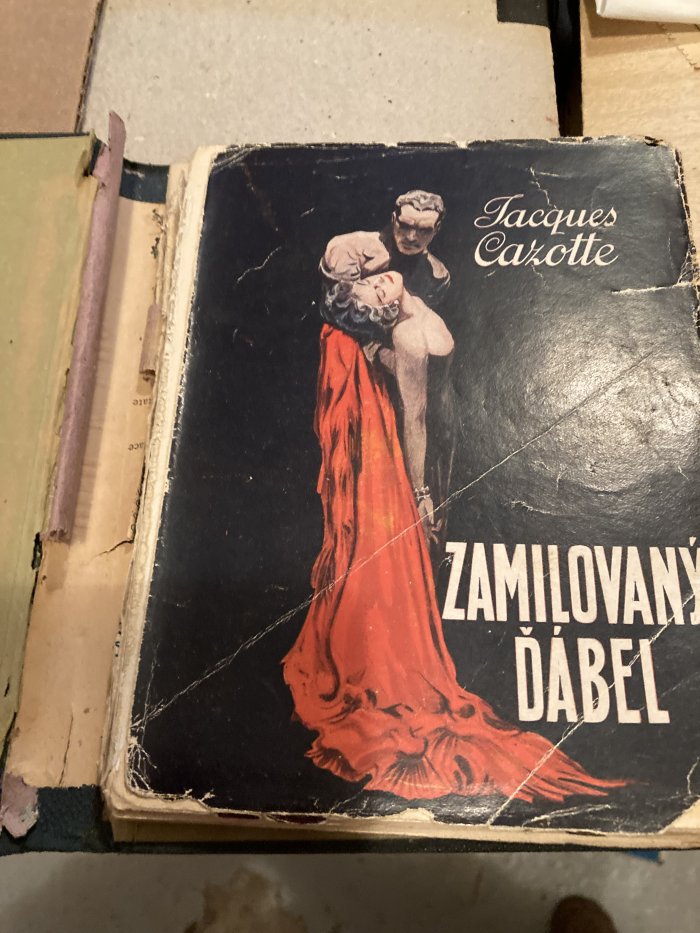 Jacques
Cazotte
ZAMILOVANÝ
ĎÁBEL